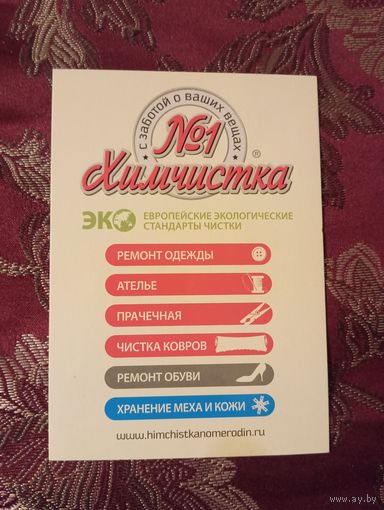 с заботой о ваших вещах
№1
Химчистка
®
ЭКО ЕВРОПЕЙСКИЕ ЭКОЛОГИЧЕСКИЕ
СТАНДАРТЫ ЧИСТКИ
РЕМОНТ ОДЕЖДЫ
АТЕЛЬЕ
ПРАЧЕЧНАЯ
ЧИСТКА КОВРОВ
РЕМОНТ ОБУВИ
ХРАНЕНИЕ МЕХА И КОЖИ
www.himchistkanomerodin.ru
www.ay.by